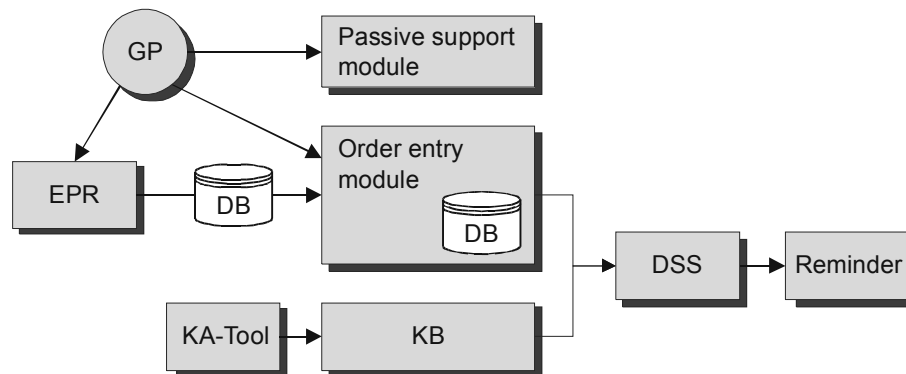 GP
Passive support
module
Order entry
module
EPR
DB
DB
DSS
Reminder
KA-Tool
KB